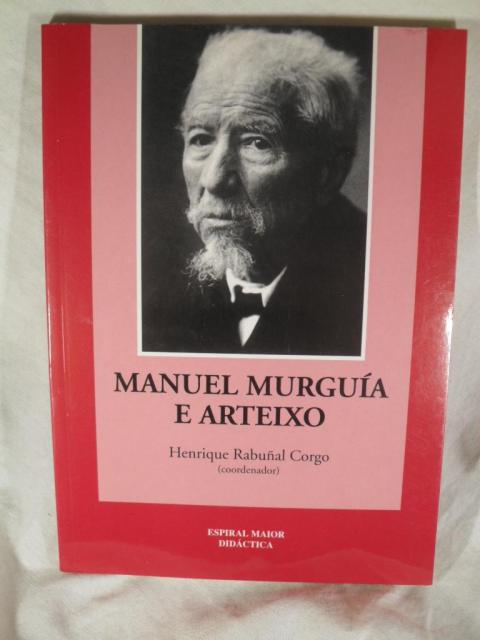 MANUEL MURGUÍA
E ARTEIXO
Henrique Rabuñal Corgo
(coordenador)
ESPIRAL MAIOR
DIDÁCTICA